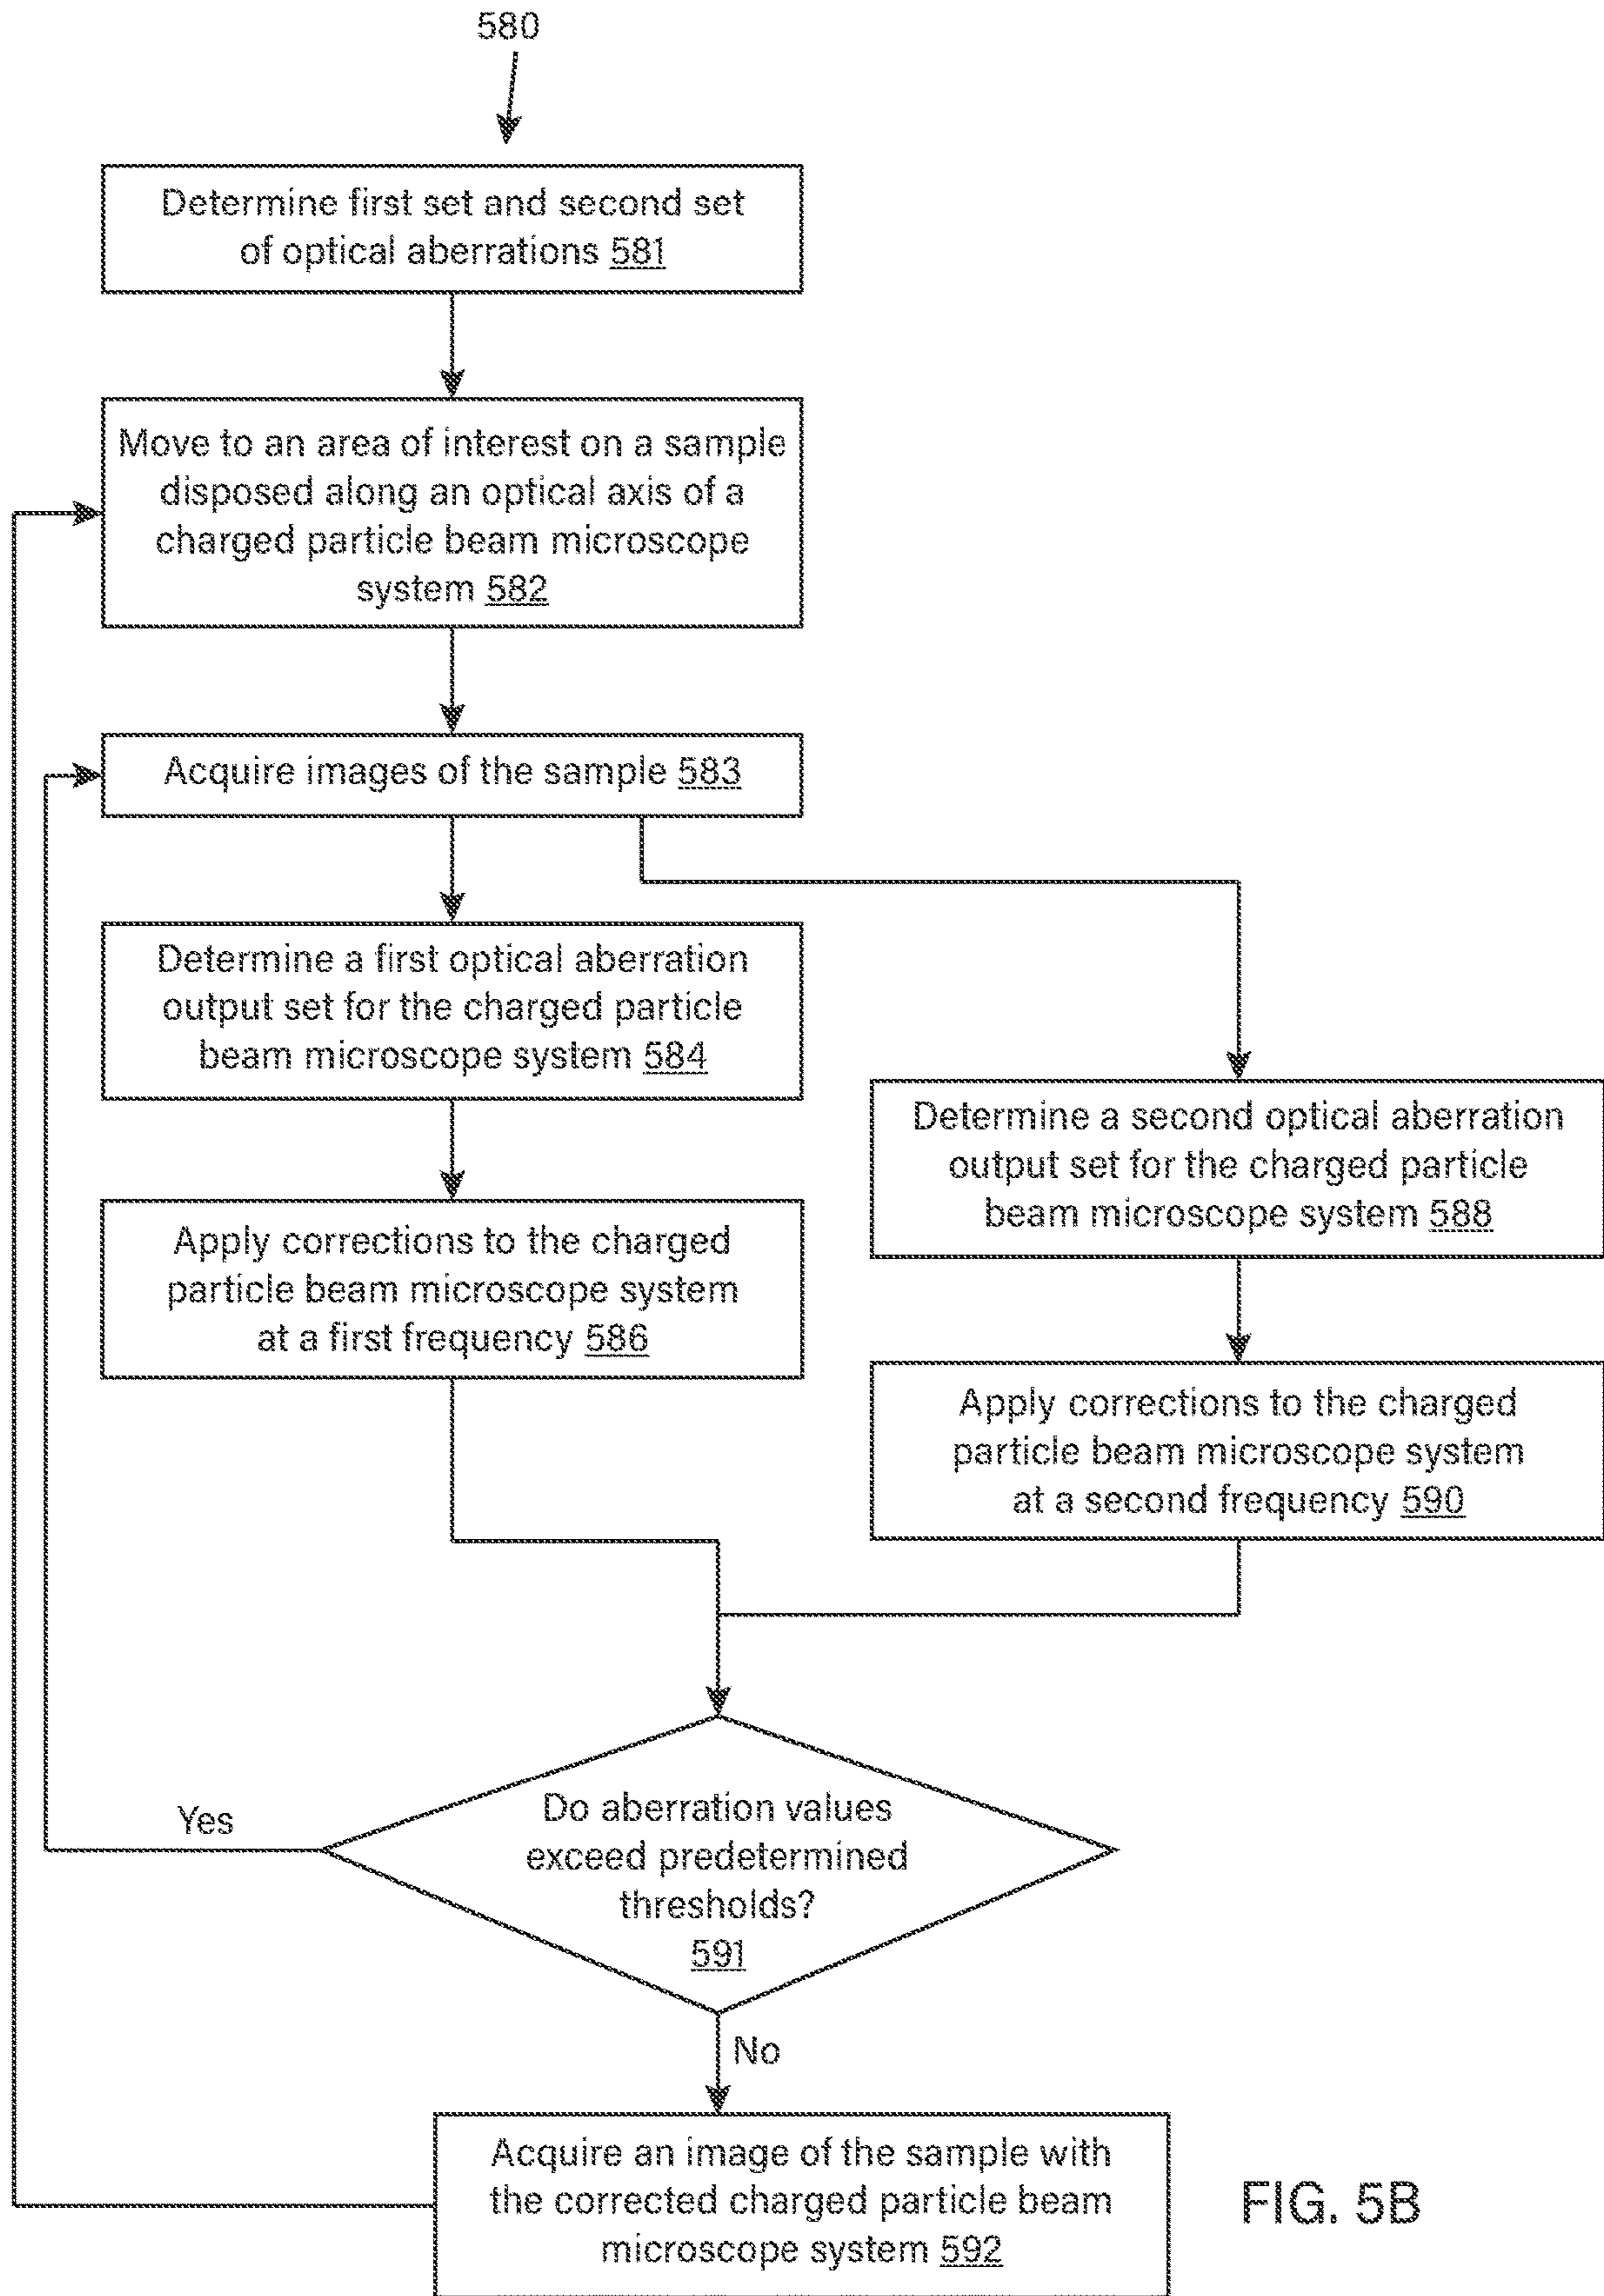 580
Determine first set and second set
of optical aberrations 581
Move to an area of interest on a sample
disposed along an optical axis of a
charged particle beam microscope
system 582
Acquire images of the sample 583
Determine a first optical aberration
output set for the charged particle
beam microscope system 584
Determine a second optical aberration
output set for the charged particle
beam microscope system 588
Apply corrections to the charged
particle beam microscope system
at a first frequency 586
Apply corrections to the charged
particle beam microscope system
at a second frequency 590
Do aberration values
exceed predetermined
thresholds?
591
Yes
No
Acquire an image of the sample with
the corrected charged particle beam
microscope system 592
FIG. 5B